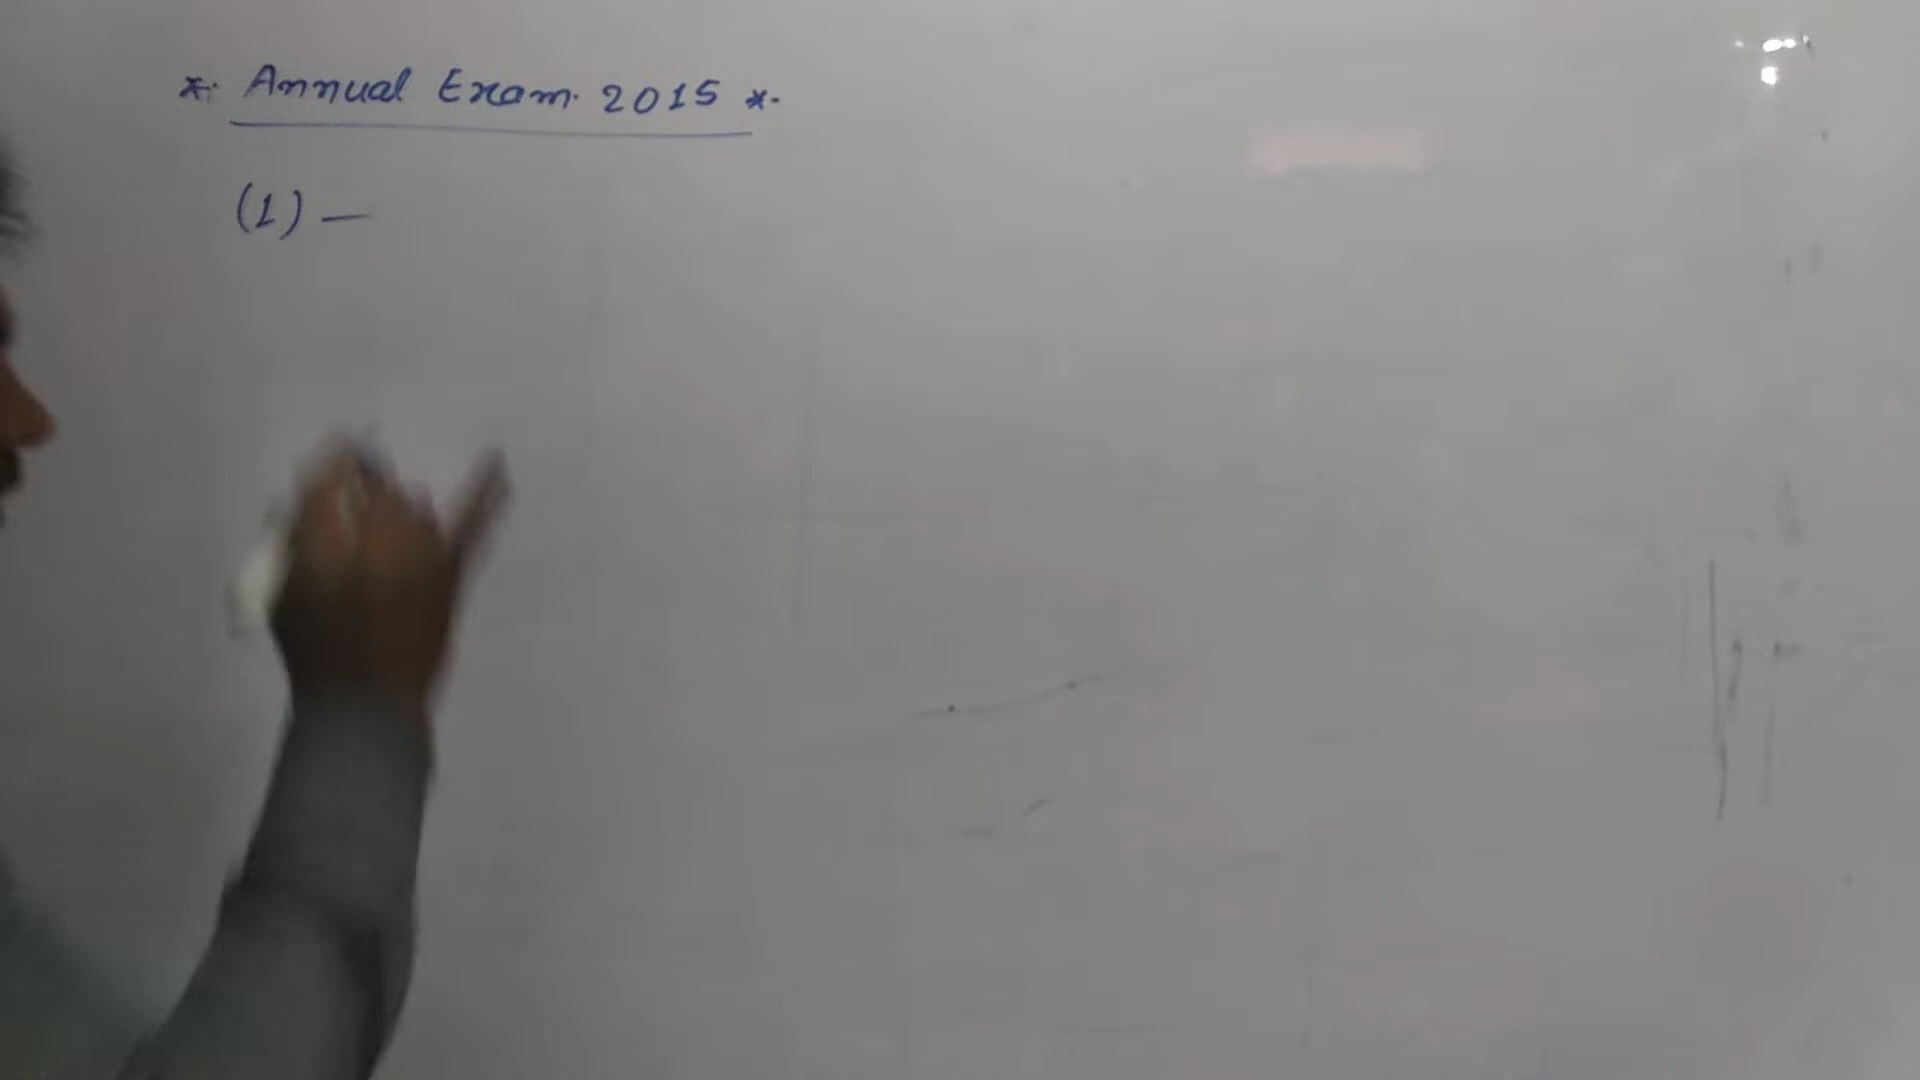 *. Annual Exam. 2015 *.
(1) —